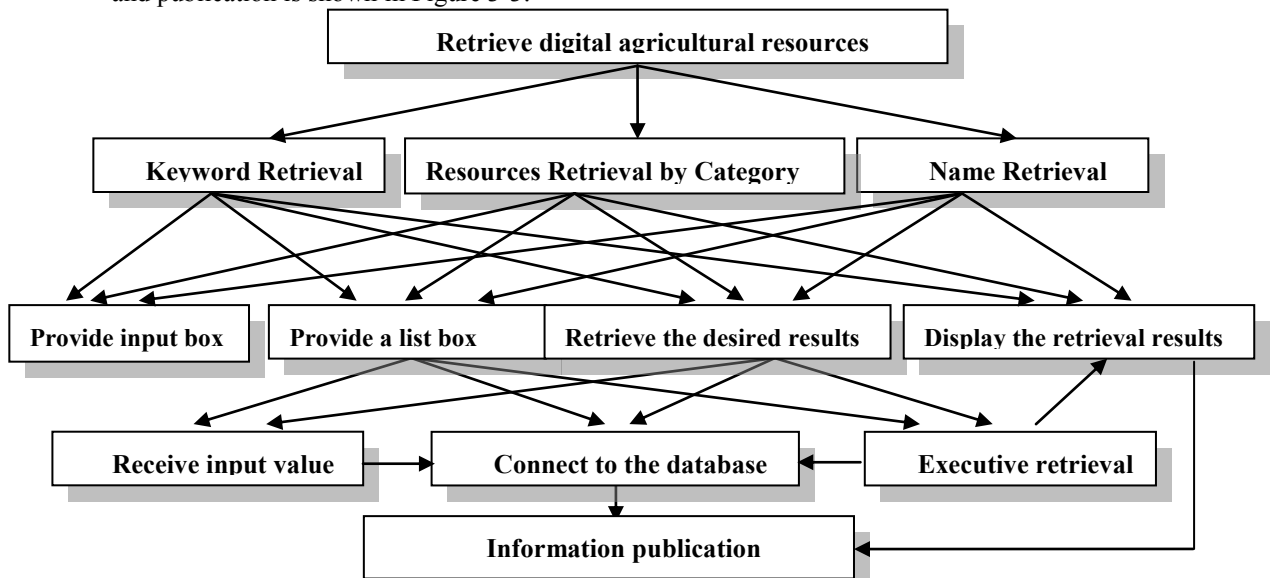 and publication is shown in Figure 3-3.
Retrieve digital agricultural resources
Keyword Retrieval
Resources Retrieval by Category
Name Retrieval
Provide input box
Provide a list box
Retrieve the desired results
Display the retrieval results
Receive input value
Connect to the database
Executive retrieval
Information publication